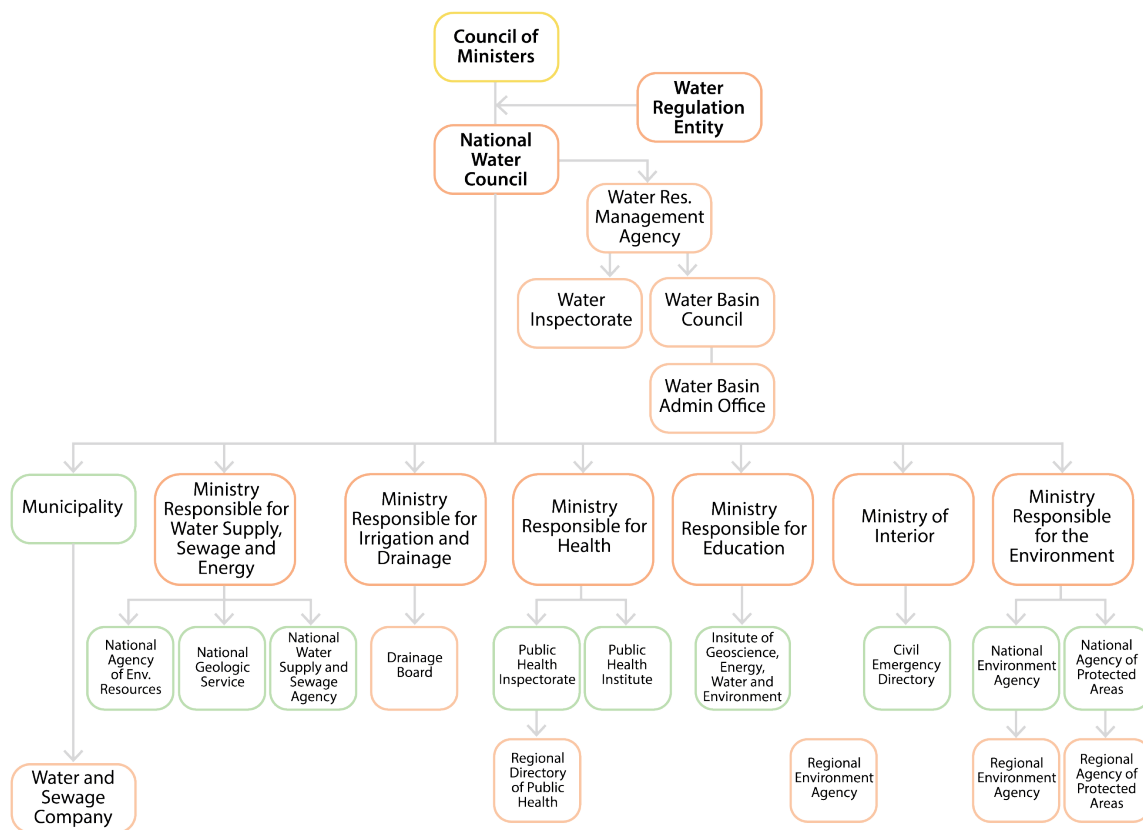 Council of
Ministers
Water
Regulation
Entity
National
Water
Council
Water Res.
Management
Agency
Water
Inspectorate
Water Basin
Council
Water Basin
Admin Office
Municipality
Ministry
Responsible for
Water Supply,
Sewage and
Energy
Ministry
Responsible for
Irrigation and
Drainage
Ministry
Responsible for
Health
Ministry
Responsible for
Education
Ministry of
Interior
Ministry
Responsible
for the
Environment
National
Agency
of Env.
Resources
National
Geologic
Service
National
Water
Supply and
Sewage
Agency
Drainage
Board
Public
Health
Inspectorate
Public
Health
Institute
Insitute of
Geoscience,
Energy,
Water and
Environment
Civil
Emergency
Directory
National
Environment
Agency
National
Agency of
Protected
Areas
Water and
Sewage
Company
Regional
Directory
of Public
Health
Regional
Environment
Agency
Regional
Environment
Agency
Regional
Agency of
Protected
Areas